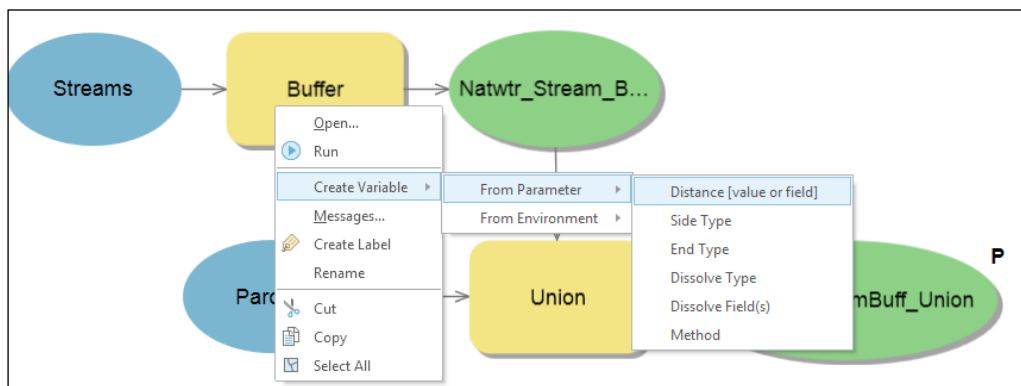 Streams
Buffer
Natwtr_Stream_B...
Open...
Run
Create Variable
From Parameter
Distance [value or field]
Messages...
From Environment
Side Type
Create Label
End Type
P
Rename
Dissolve Type
Parc
Union
mBuff_Union
Cut
Dissolve Field(s)
Copy
Method
Select All